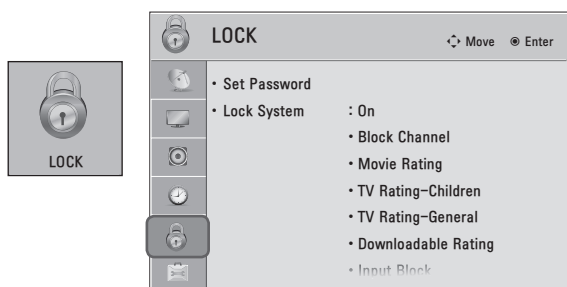 LOCK
LOCK
Move Enter
• Set Password
• Lock System : On
• Block Channel
• Movie Rating
• TV Rating-Children
• TV Rating-General
• Downloadable Rating
• Input Block